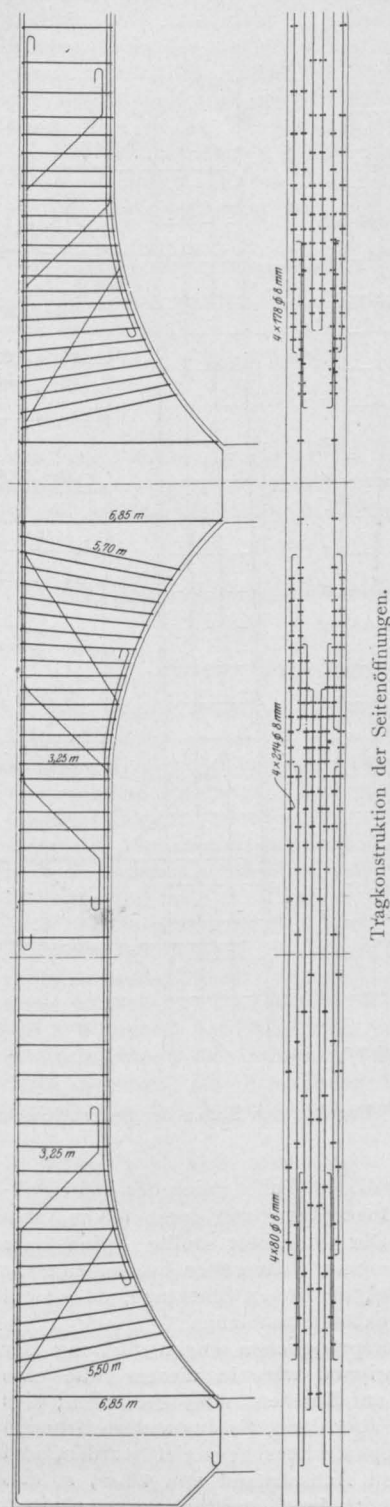 6,85 m
5,70 m
3,25 m
3,25 m
5,50 m
6,85 m
4×178 ϕ 8 mm
4×214 ϕ 8 mm
4×80 ϕ 8 mm
Tragkonstruktion der Seitenöffnungen.